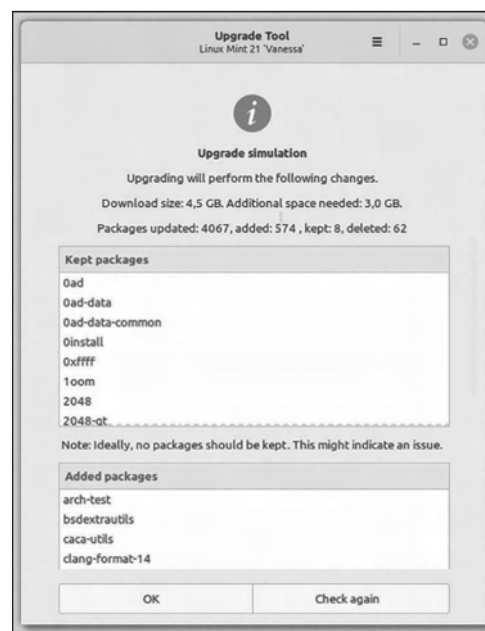 Upgrade Tool
Linux Mint 21 'Vanessa'
i
Upgrade simulation
Upgrading will perform the following changes.
Download size: 4,5 GB. Additional space needed: 3,0 GB.
Packages updated: 4067, added: 574 , kept: 8, deleted: 62
Kept packages
0ad
0ad-data
0ad-data-common
0install
0xffff
1oom
2048
2048-qt
Note: Ideally, no packages should be kept. This might indicate an issue.
Added packages
arch-test
bsdextrautils
caca-utils
clang-format-14
OK Check again